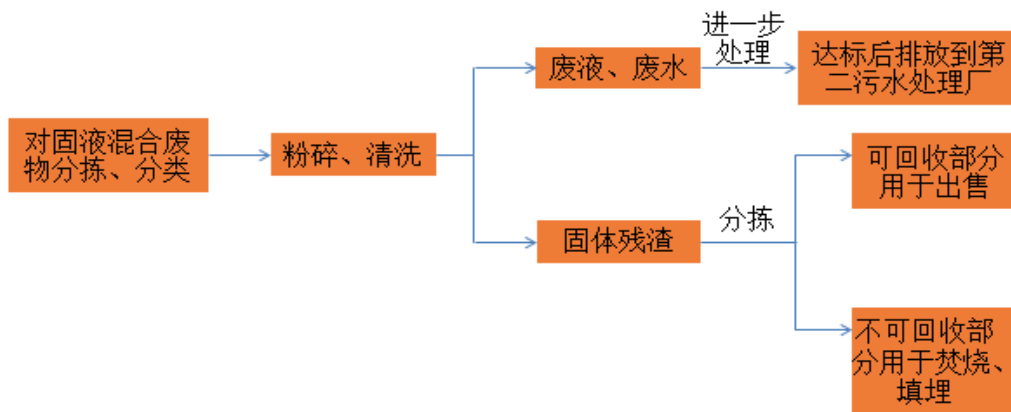 对固液混合废
物分拣、分类
粉碎、清洗
废液、废水
进一步
处理
达标后排放到第
二污水处理厂
固体残渣
分拣
可回收部分
用于出售
不可回收部
分用于焚烧、
填埋